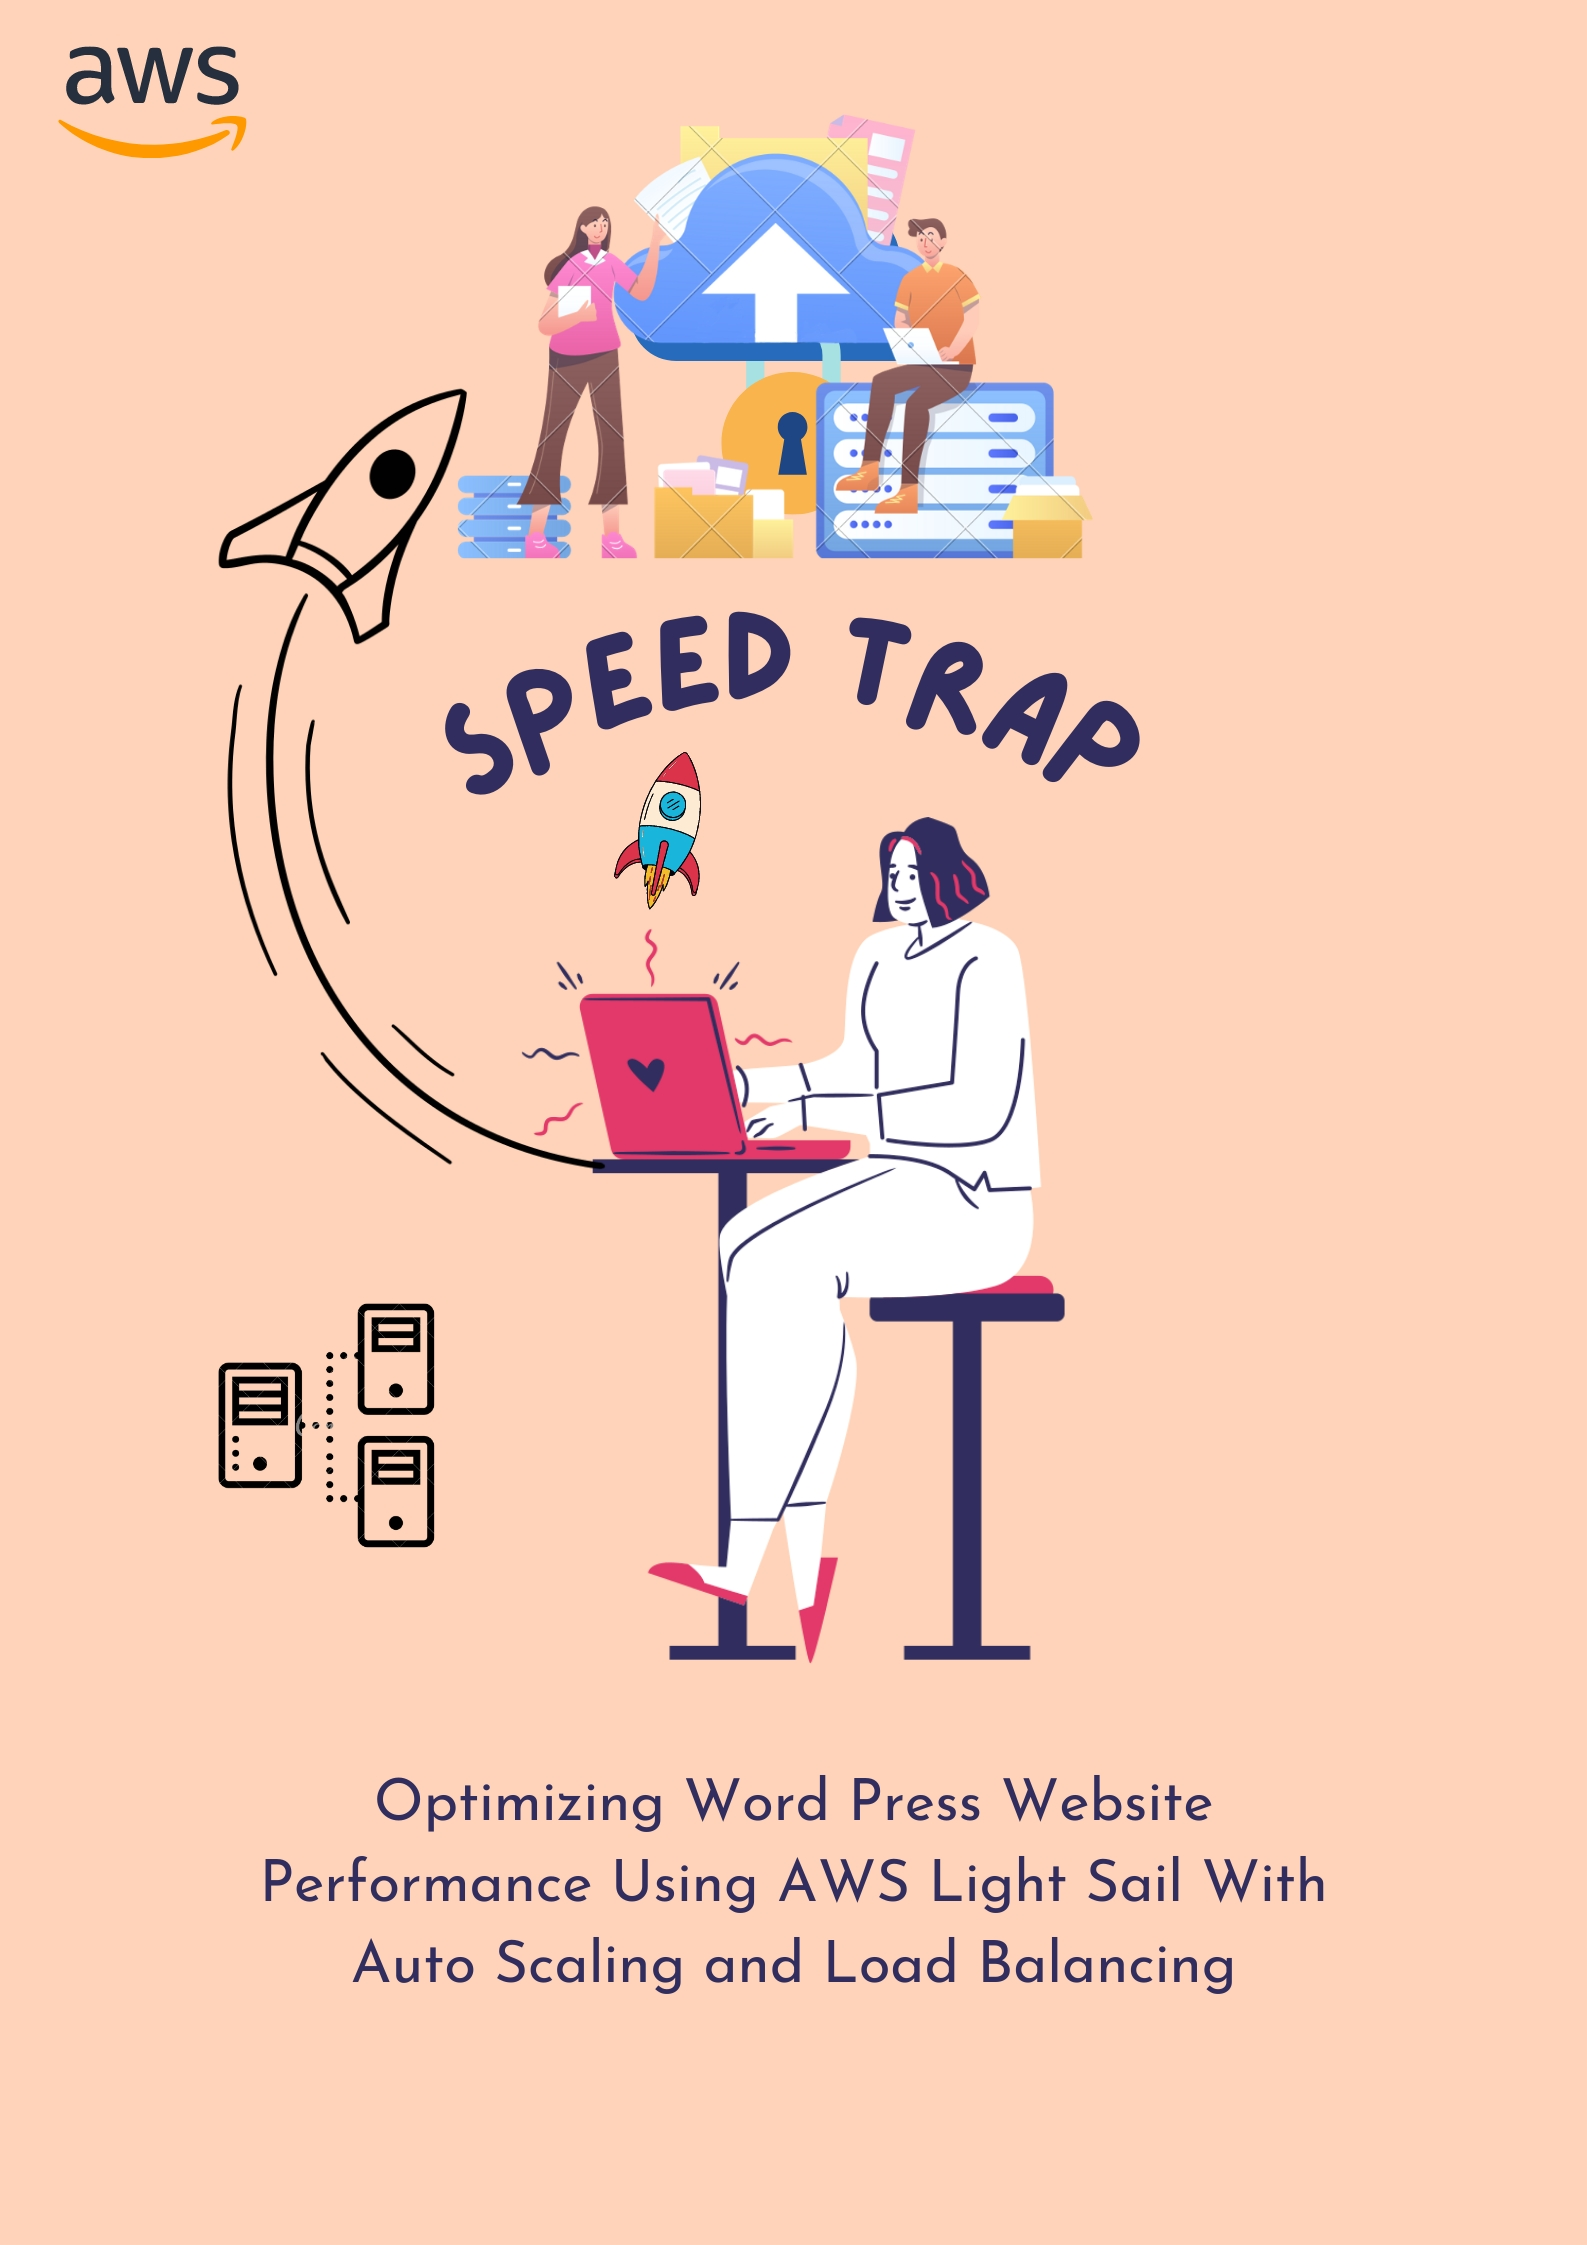 aws
SPEED TRAP
Optimizing Word Press Website
Performance Using AWS Light Sail With
Auto Scaling and Load Balancing